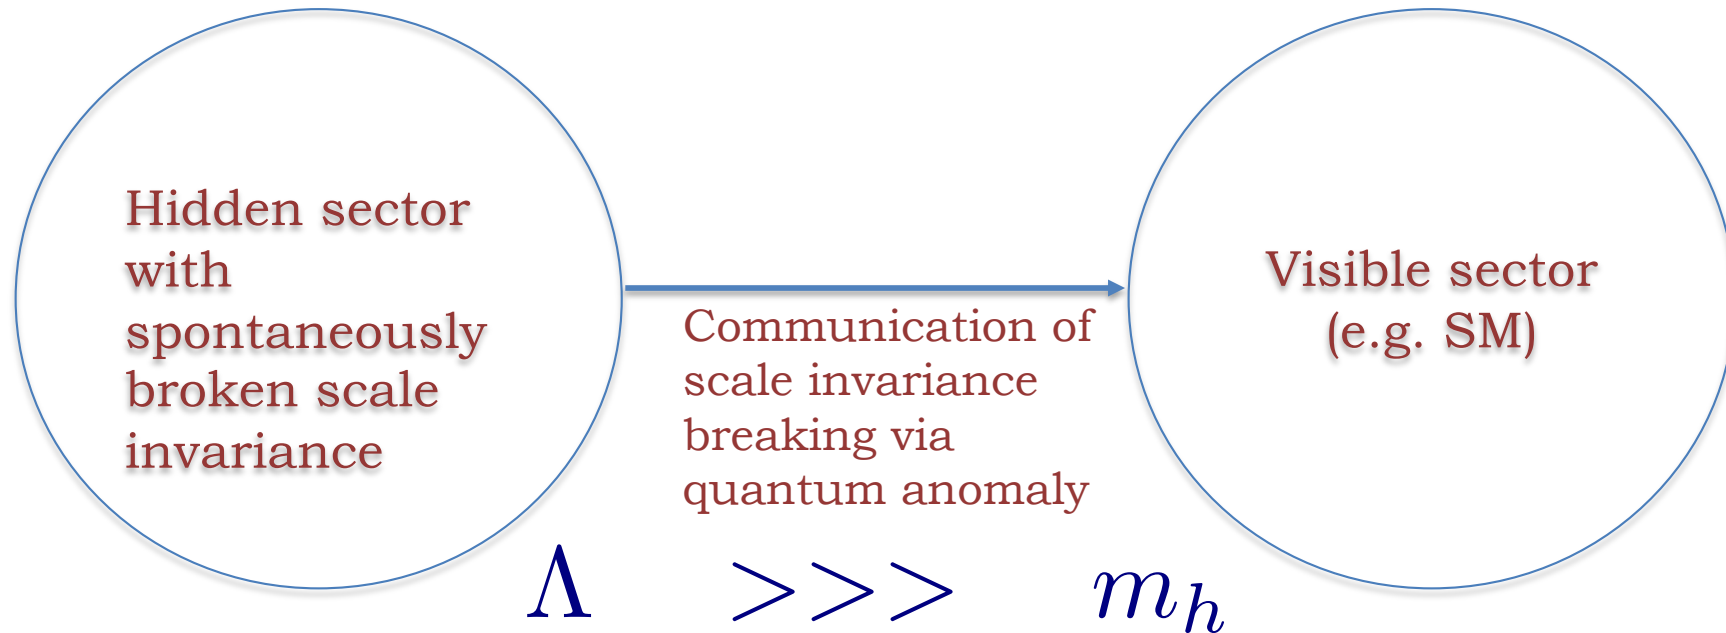 Hidden sector
with
spontaneously
broken scale
invariance
Communication of
scale invariance
breaking via
quantum anomaly
Visible sector
(e.g. SM)
Λ >>> m_h